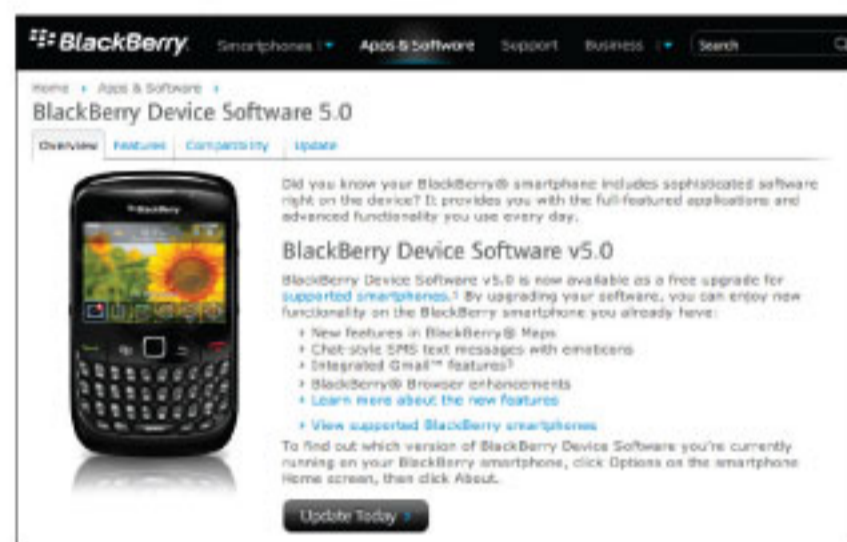 BlackBerry. Smartphones Apps & Software Support Business Search
Home Apps & Software
BlackBerry Device Software 5.0
Overview Features Compatibility Update
BlackBerry
Did you know your BlackBerry® smartphone includes sophisticated software
right on the device? It provides you with the full-featured applications and
advanced functionality you use every day.
BlackBerry Device Software v5.0
BlackBerry Device Software v5.0 is now available as a free upgrade for
supported smartphones.¹ By upgrading your software, you can enjoy new
functionality on the BlackBerry smartphone you already have:
New features in BlackBerry® Maps
Chat-style SMS text messages with emoticons
Integrated Gmail™ features
BlackBerry® Browser enhancements
Learn more about the new features
View supported BlackBerry smartphones
To find out which version of BlackBerry Device Software you're currently
running on your BlackBerry smartphone, click Options on the smartphone
Home screen, then click About.
Update Today